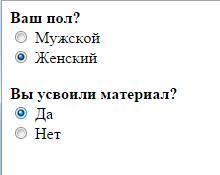 Ваш пол?
Мужской
Женский
Вы усвоили материал?
Да
Нет